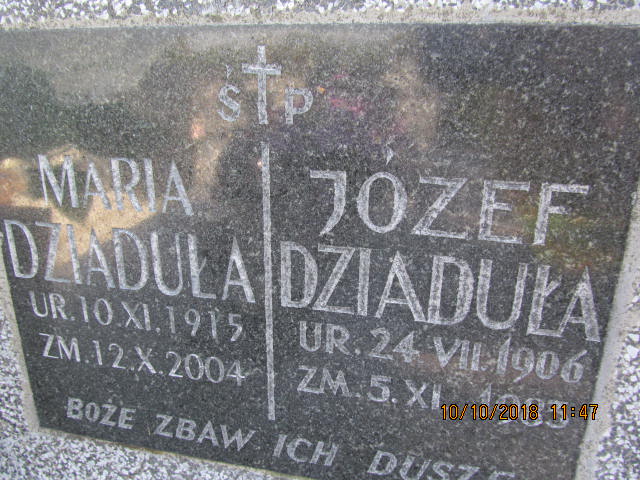 Ś P
MARIA
DZIADUŁA
UR. 10. XI. 1915
ZM. 12. X. 2004
JÓZEF
DZIADUŁA
UR. 24 VII. 1906
ZM. 5. XI.
BOŻE ZBAW ICH DUSZE
10/10/2018 11:47